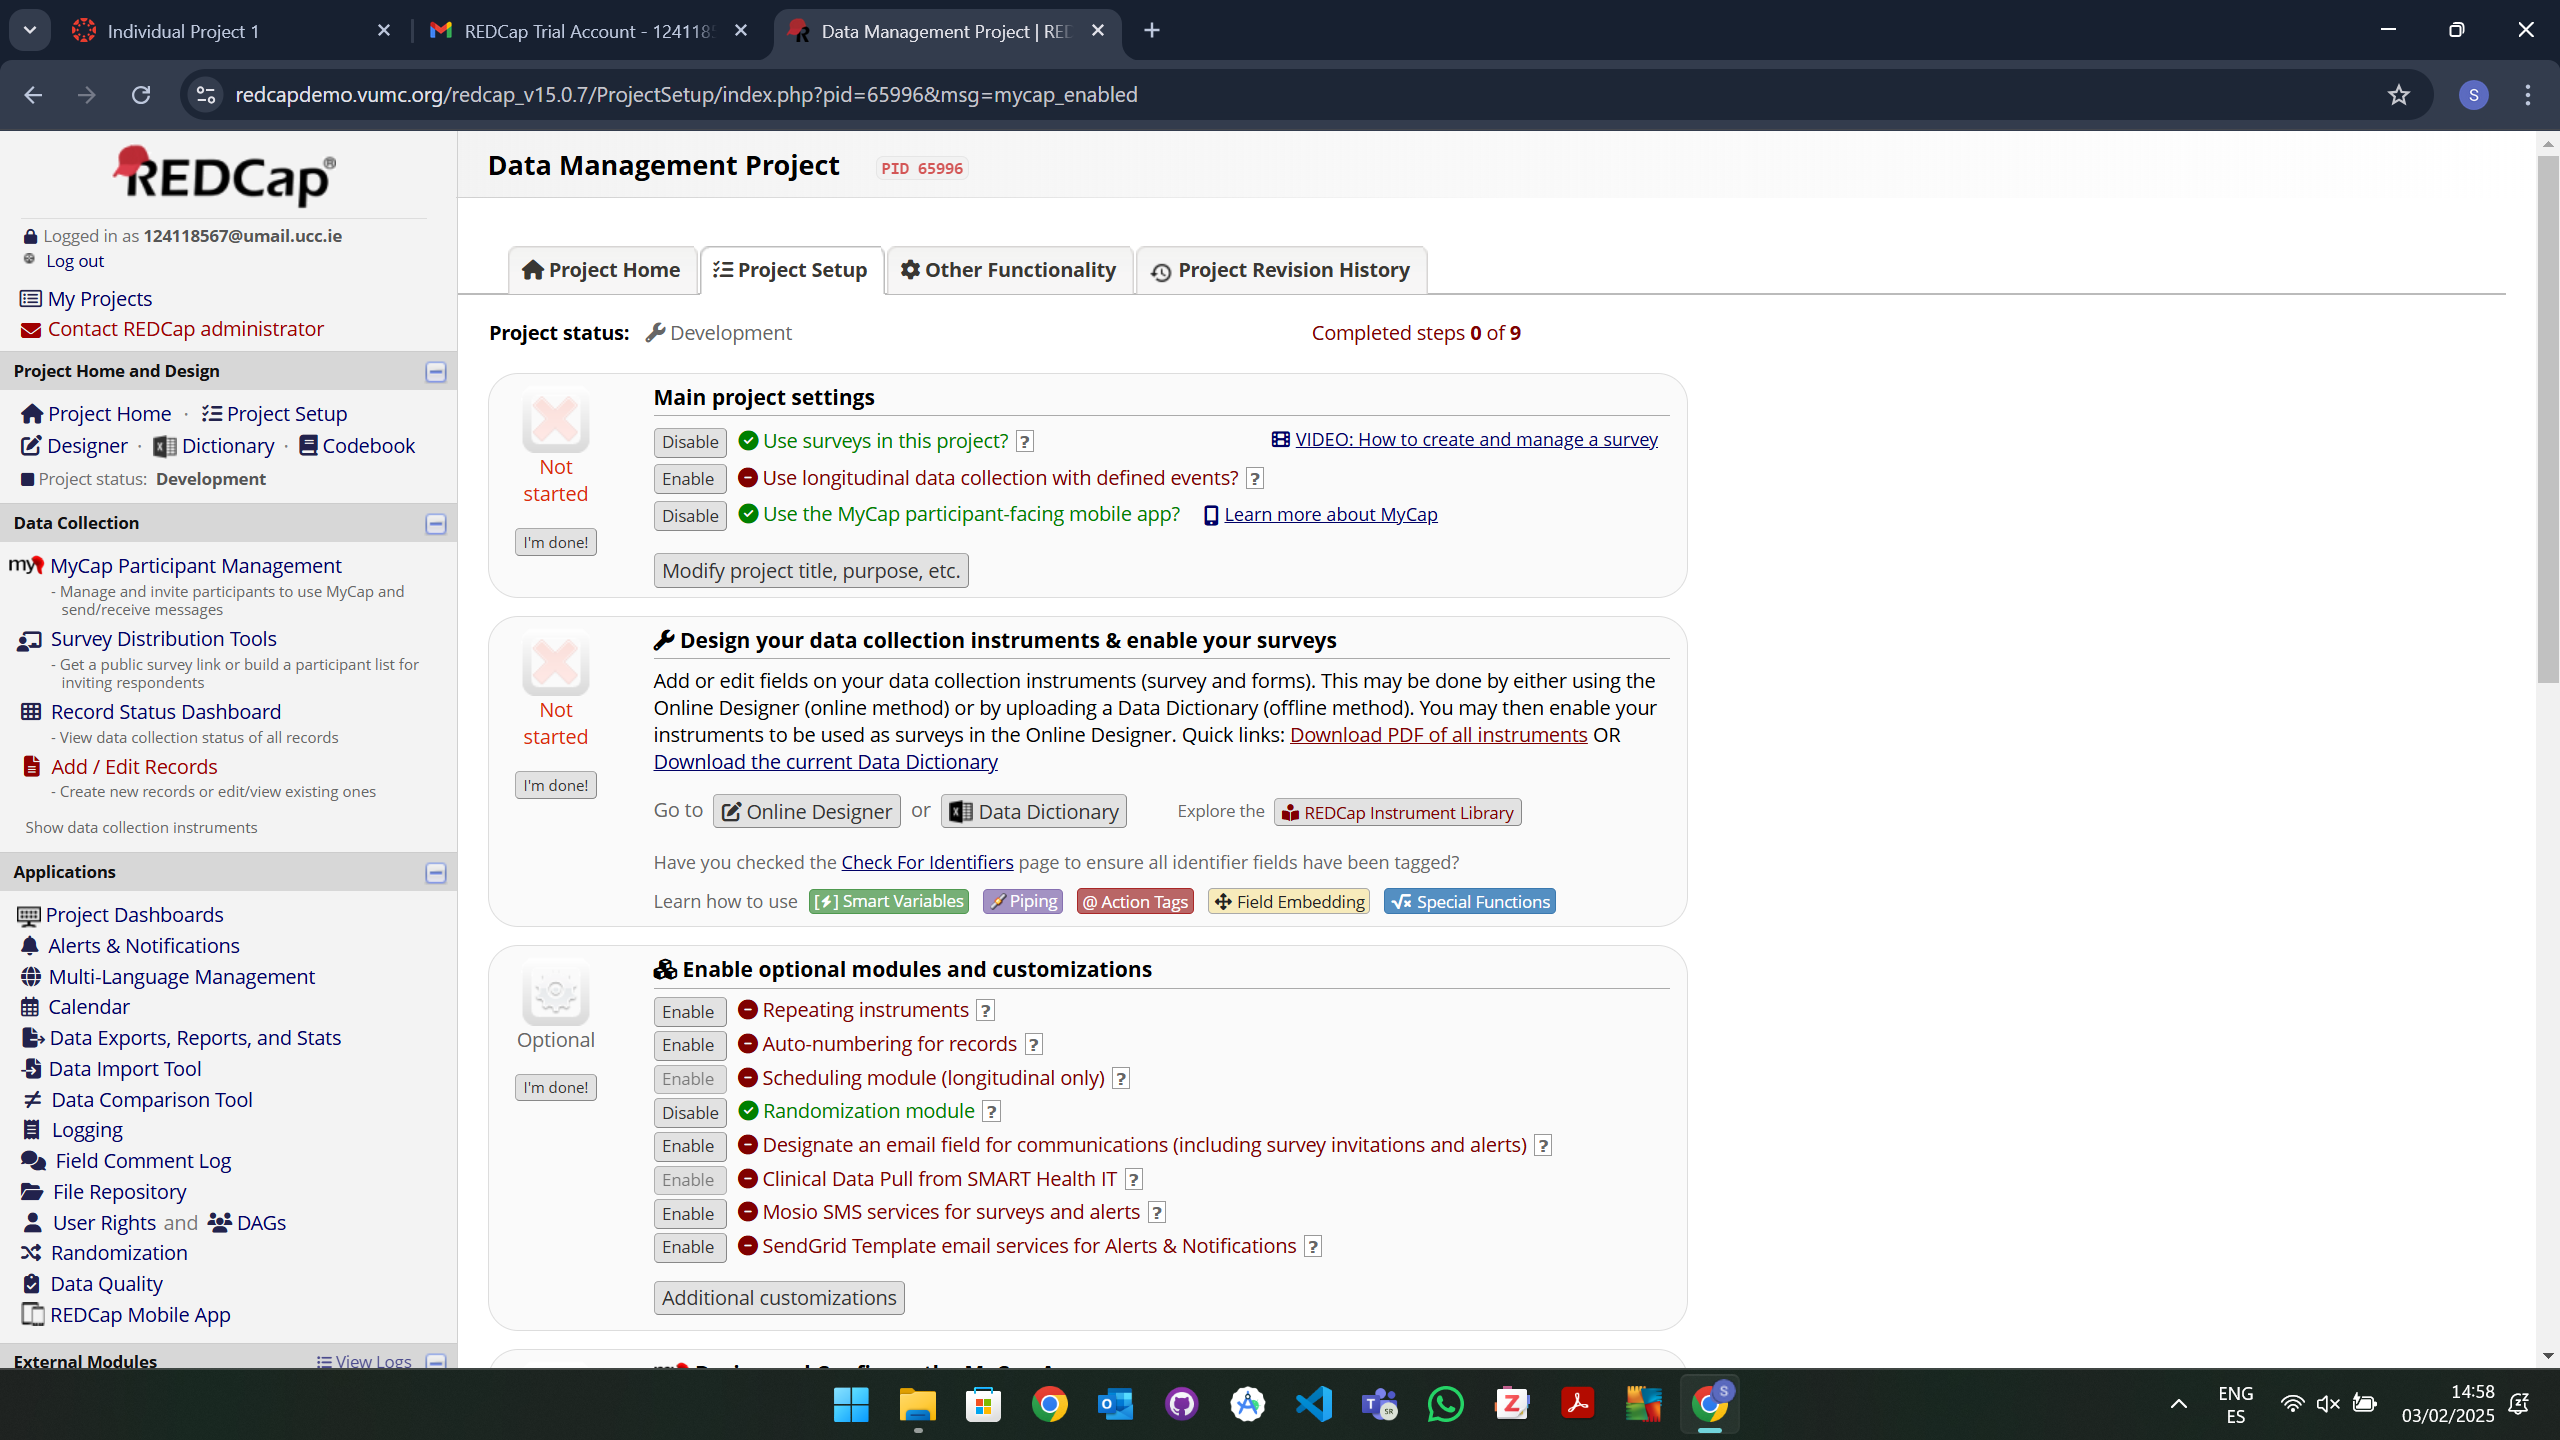 Individual Project 1
REDCap Trial Account - 1241185
Data Management Project | RED
redcapdemo.vumc.org/redcap_v15.0.7/ProjectSetup/index.php?pid=65996&msg=mycap_enabled
S
REDCap®
Logged in as 124118567@umail.ucc.ie
Log out
My Projects
Contact REDCap administrator
Project Home and Design
Project Home · Project Setup
Designer · Dictionary · Codebook
Project status: Development
Data Collection
my MyCap Participant Management
- Manage and invite participants to use MyCap and
send/receive messages
Survey Distribution Tools
- Get a public survey link or build a participant list for
inviting respondents
Record Status Dashboard
- View data collection status of all records
Add / Edit Records
- Create new records or edit/view existing ones
Show data collection instruments
Applications
Project Dashboards
Alerts & Notifications
Multi-Language Management
Calendar
Data Exports, Reports, and Stats
Data Import Tool
Data Comparison Tool
Logging
Field Comment Log
File Repository
User Rights and DAGs
Randomization
Data Quality
REDCap Mobile App
External Modules View Logs
Data Management Project PID 65996
Project Home Project Setup Other Functionality Project Revision History
Project status: Development Completed steps 0 of 9
Not
started
I'm done!
Main project settings
Disable Use surveys in this project? ? VIDEO: How to create and manage a survey
Enable Use longitudinal data collection with defined events? ?
Disable Use the MyCap participant-facing mobile app? Learn more about MyCap
Modify project title, purpose, etc.
Not
started
I'm done!
Design your data collection instruments & enable your surveys
Add or edit fields on your data collection instruments (survey and forms). This may be done by either using the
Online Designer (online method) or by uploading a Data Dictionary (offline method). You may then enable your
instruments to be used as surveys in the Online Designer. Quick links: Download PDF of all instruments OR
Download the current Data Dictionary
Go to Online Designer or Data Dictionary Explore the REDCap Instrument Library
Have you checked the Check For Identifiers page to ensure all identifier fields have been tagged?
Learn how to use [⚡] Smart Variables Piping @ Action Tags Field Embedding √x Special Functions
Optional
I'm done!
Enable optional modules and customizations
Enable Repeating instruments ?
Enable Auto-numbering for records ?
Enable Scheduling module (longitudinal only) ?
Disable Randomization module ?
Enable Designate an email field for communications (including survey invitations and alerts) ?
Enable Clinical Data Pull from SMART Health IT ?
Enable Mosio SMS services for surveys and alerts ?
Enable SendGrid Template email services for Alerts & Notifications ?
Additional customizations
ENG
ES
14:58
03/02/2025